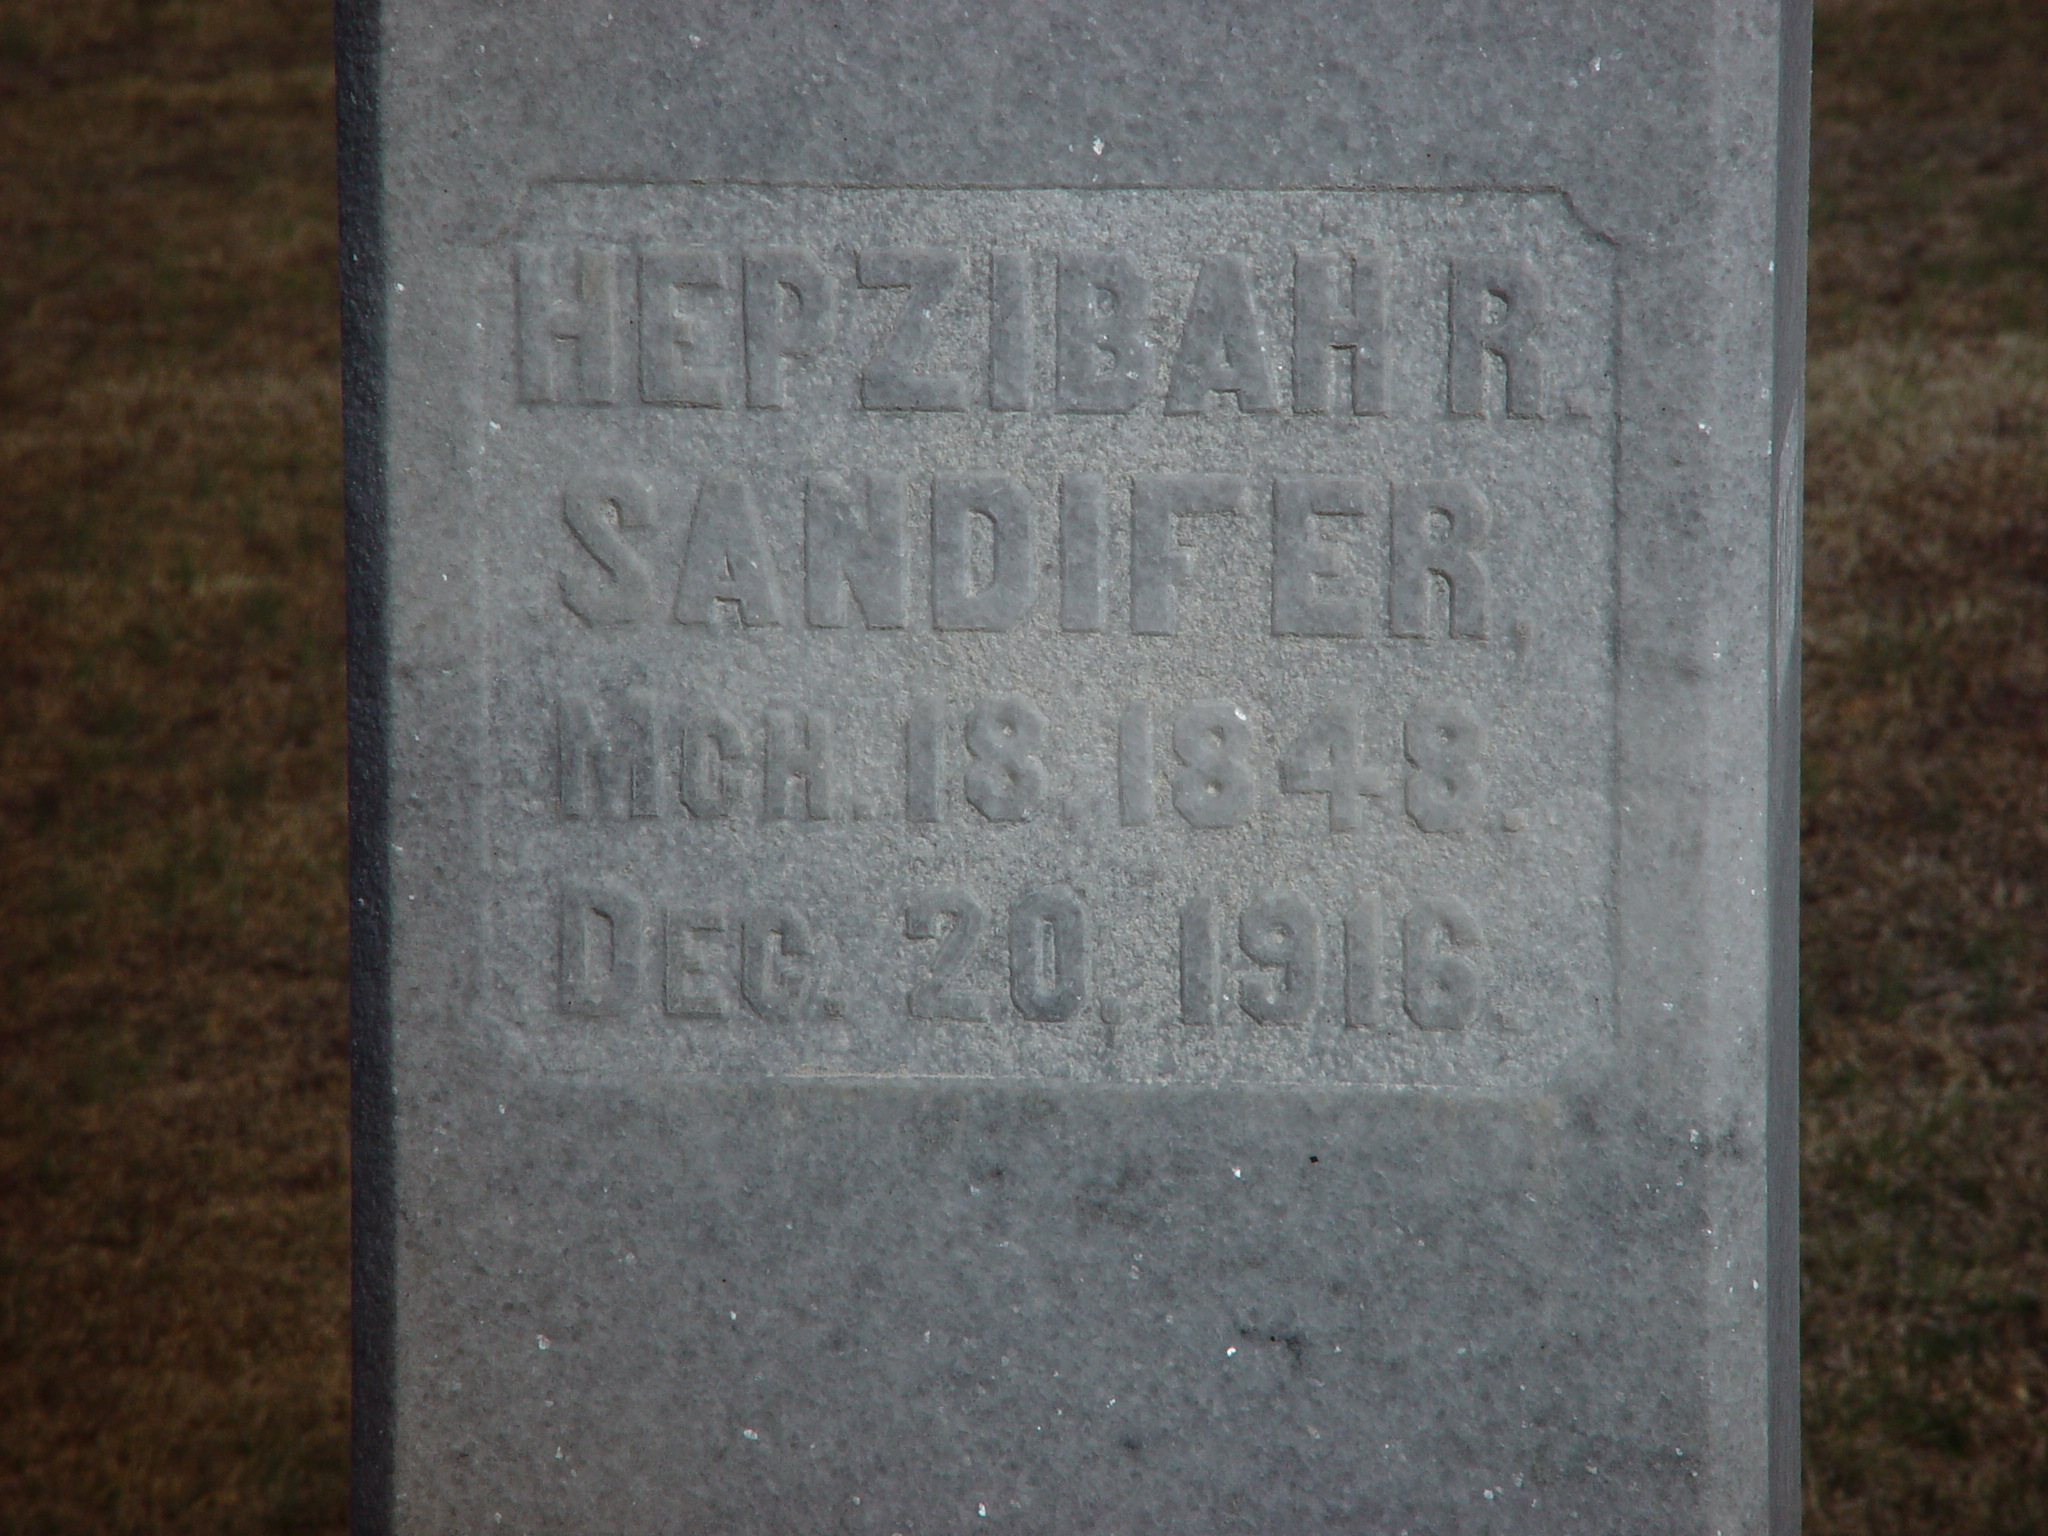 HEPZIBAH R.
SANDIFER,
MCH. 18, 1848.
DEC. 20, 1916.